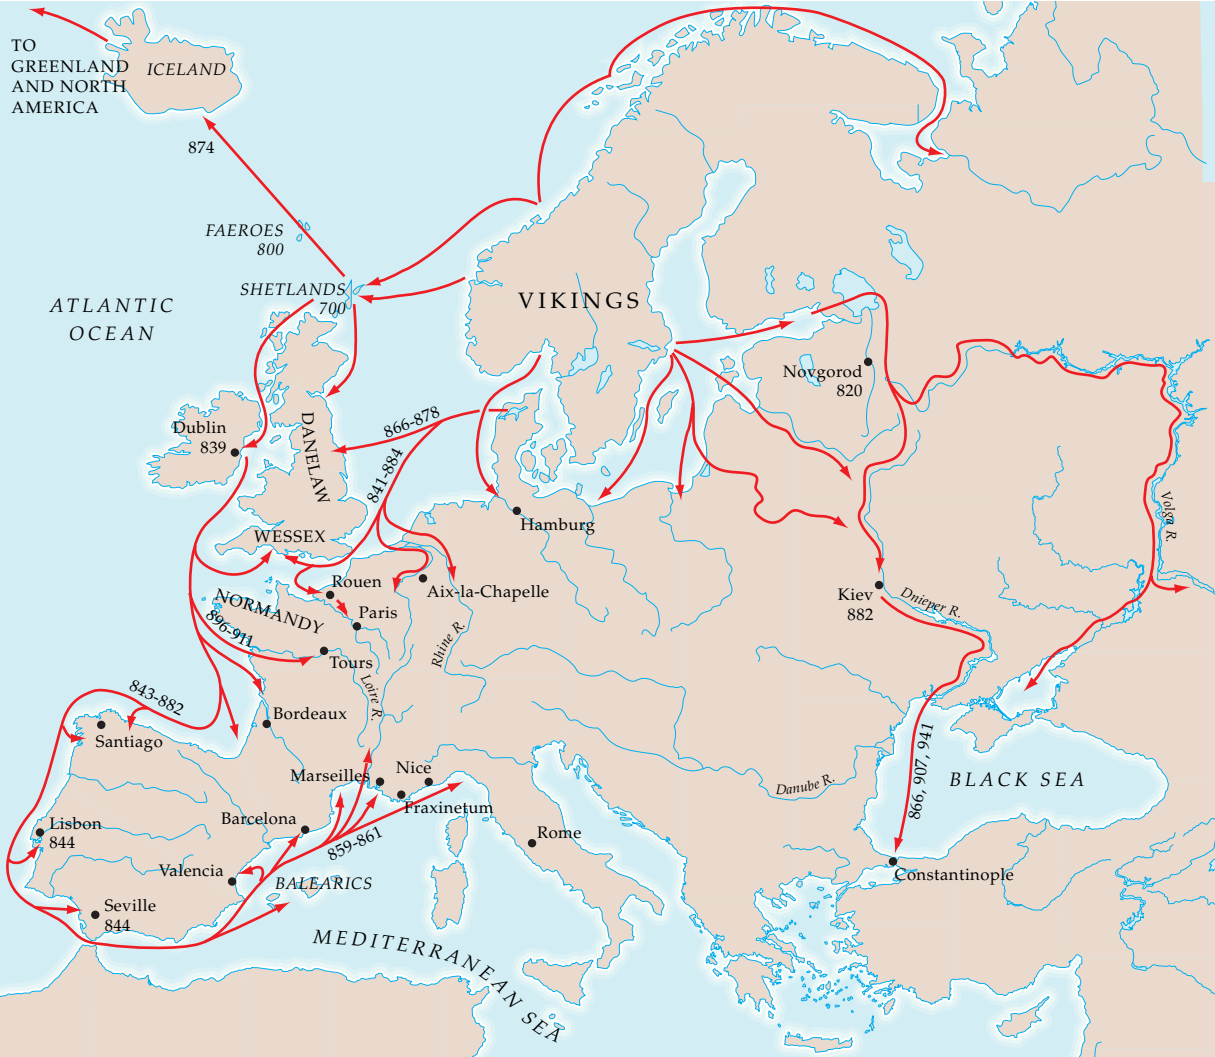 TO
GREENLAND
AND NORTH
AMERICA
ICELAND
874
FAEROES
800
SHETLANDS
700
ATLANTIC
OCEAN
VIKINGS
Novgorod
820
Dublin
839
DANELAW
866-878
841-884
Hamburg
WESSEX
Rouen
Aix-la-Chapelle
NORMANDY
Paris
896-911
Tours
Rhine R.
Loire R.
Kiev
882
Dnieper R.
Volga R.
843-882
Santiago
Bordeaux
Marseilles
Nice
Fraxinetum
Danube R.
866, 907, 941
BLACK SEA
Lisbon
844
Barcelona
859-861
Rome
Valencia
BALEARICS
Constantinople
Seville
844
MEDITERRANEAN SEA